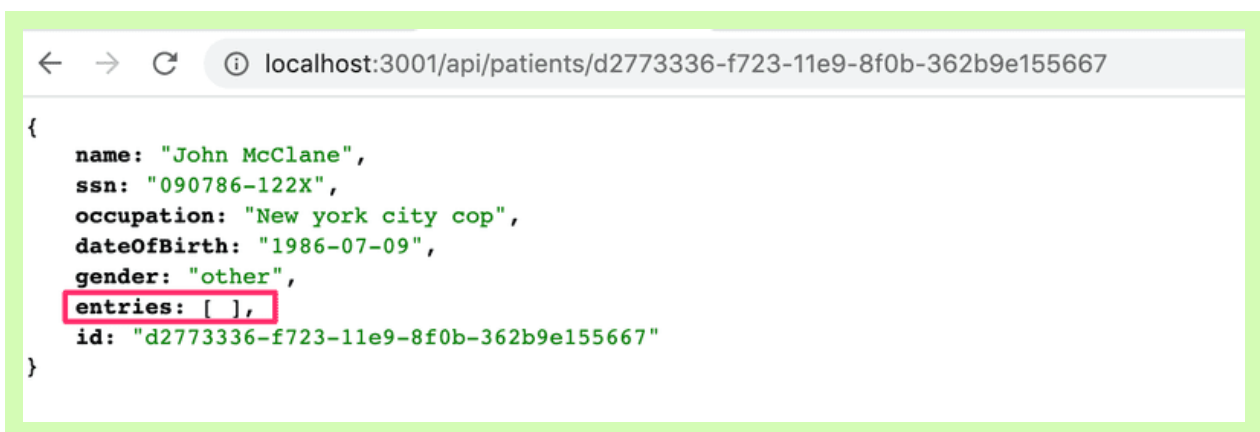 localhost:3001/api/patients/d2773336-f723-11e9-8f0b-362b9e155667
{
name: "John McClane",
ssn: "090786-122X",
occupation: "New york city cop",
dateOfBirth: "1986-07-09",
gender: "other",
entries: [ ],
id: "d2773336-f723-11e9-8f0b-362b9e155667"
}